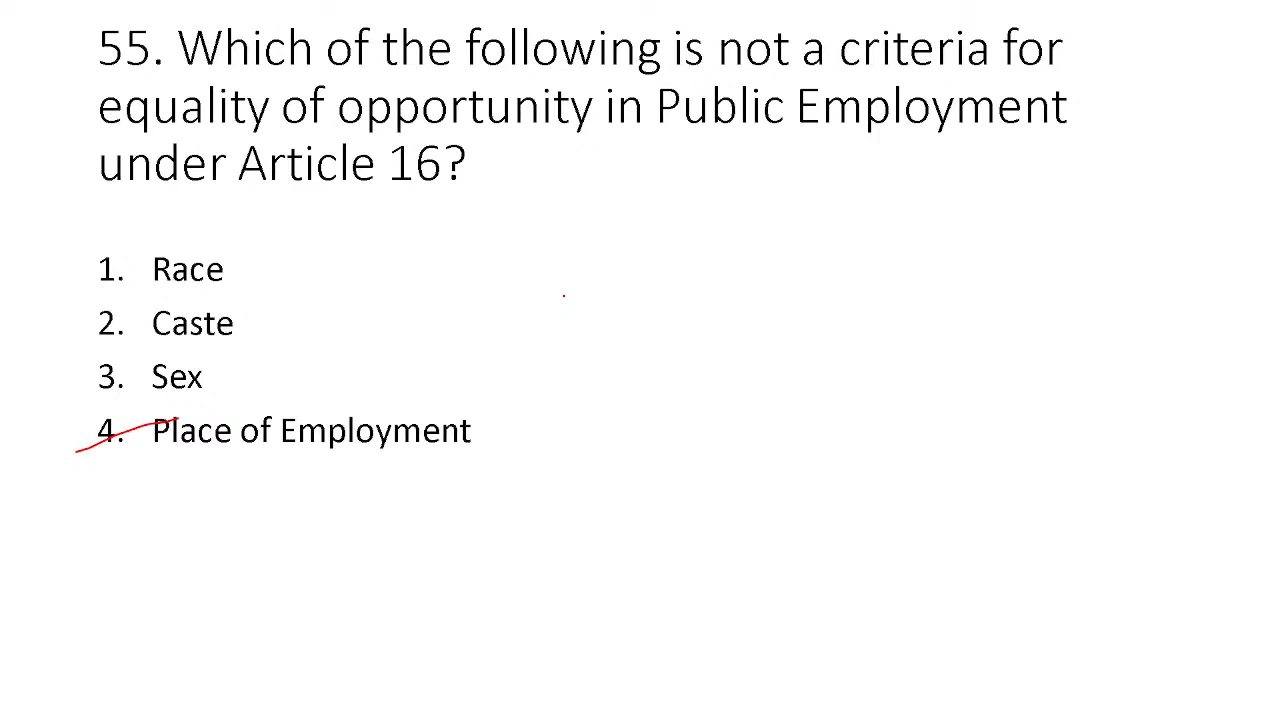 55. Which of the following is not a criteria for
equality of opportunity in Public Employment
under Article 16?
1. Race
2. Caste
3. Sex
4. Place of Employment